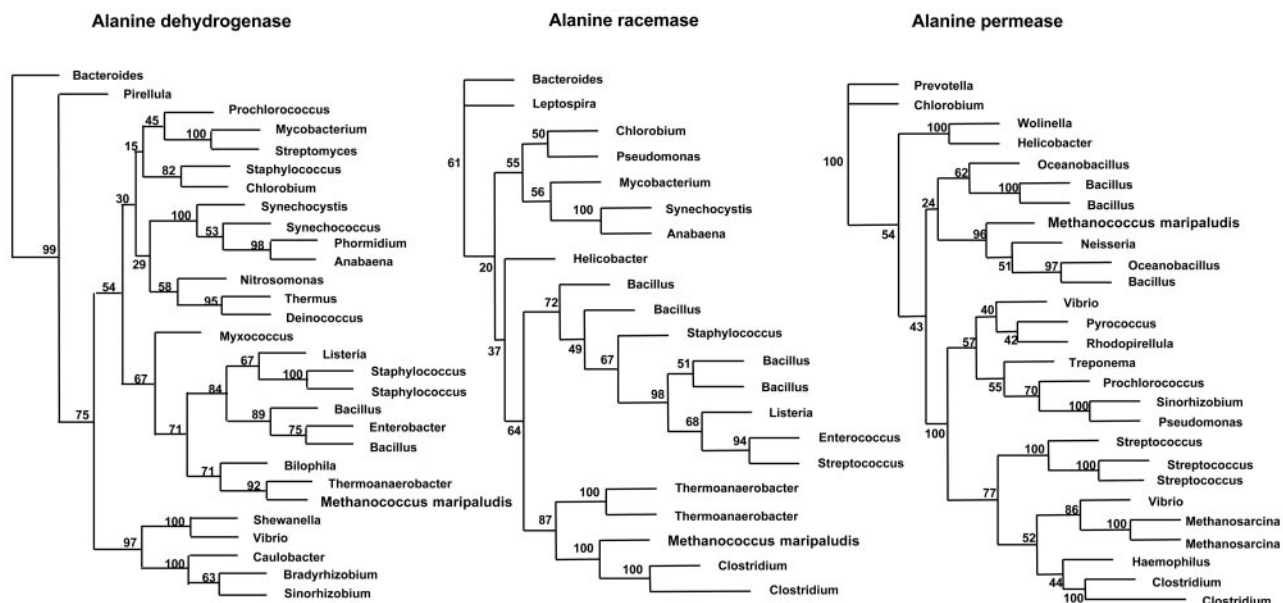 Alanine dehydrogenase
Bacteroides
Pirellula
Prochlorococcus
45
Mycobacterium
100
Streptomyces
15
Staphylococcus
82
Chlorobium
30
Synechocystis
100
Synechococcus
53
Phormidium
98
Anabaena
99
29
Nitrosomonas
58
Thermus
95
Deinococcus
54
Myxococcus
Listeria
67
Staphylococcus
100
Staphylococcus
67
84
Bacillus
89
Enterobacter
75
Bacillus
75
71
Bilophila
71
Thermoanaerobacter
92
Methanococcus maripaludis
Shewanella
100
Vibrio
97
Caulobacter
100
Bradyrhizobium
63
Sinorhizobium
Alanine racemase
Bacteroides
Leptospira
Chlorobium
50
Pseudomonas
61
55
Mycobacterium
56
Synechocystis
100
Anabaena
20
Helicobacter
Bacillus
72
Bacillus
Staphylococcus
37
49
67
Bacillus
51
Bacillus
98
Listeria
68
Enterococcus
94
Streptococcus
64
Thermoanaerobacter
100
Thermoanaerobacter
87
Methanococcus maripaludis
100
Clostridium
100
Clostridium
Alanine permease
Prevotella
Chlorobium
Wolinella
100
Helicobacter
100
Oceanobacillus
62
Bacillus
100
Bacillus
24
Methanococcus maripaludis
96
Neisseria
54
51
Oceanobacillus
97
Bacillus
Vibrio
40
Pyrococcus
43
42
Rhodopirellula
57
Treponema
55
Prochlorococcus
70
Sinorhizobium
100
Pseudomonas
100
Streptococcus
100
Streptococcus
100
Streptococcus
77
Vibrio
86
Methanosarcina
100
Methanosarcina
52
Haemophilus
44
Clostridium
100
Clostridium